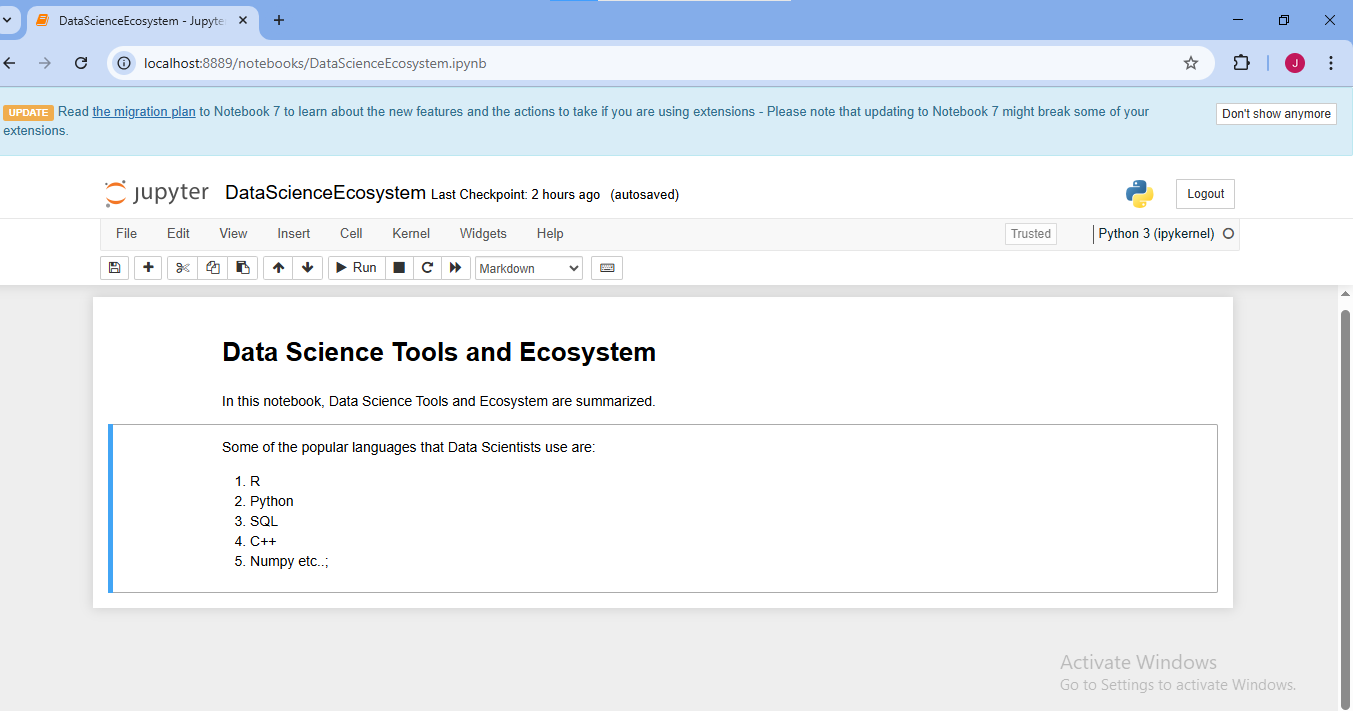 DataScienceEcosystem - Jupyte
localhost:8889/notebooks/DataScienceEcosystem.ipynb
J
UPDATE Read the migration plan to Notebook 7 to learn about the new features and the actions to take if you are using extensions - Please note that updating to Notebook 7 might break some of your
extensions.
Don't show anymore
jupyter DataScienceEcosystem Last Checkpoint: 2 hours ago (autosaved)
Logout
File Edit View Insert Cell Kernel Widgets Help
Trusted Python 3 (ipykernel)
Run Markdown
Data Science Tools and Ecosystem
In this notebook, Data Science Tools and Ecosystem are summarized.
Some of the popular languages that Data Scientists use are:
1. R
2. Python
3. SQL
4. C++
5. Numpy etc..;
Activate Windows
Go to Settings to activate Windows.